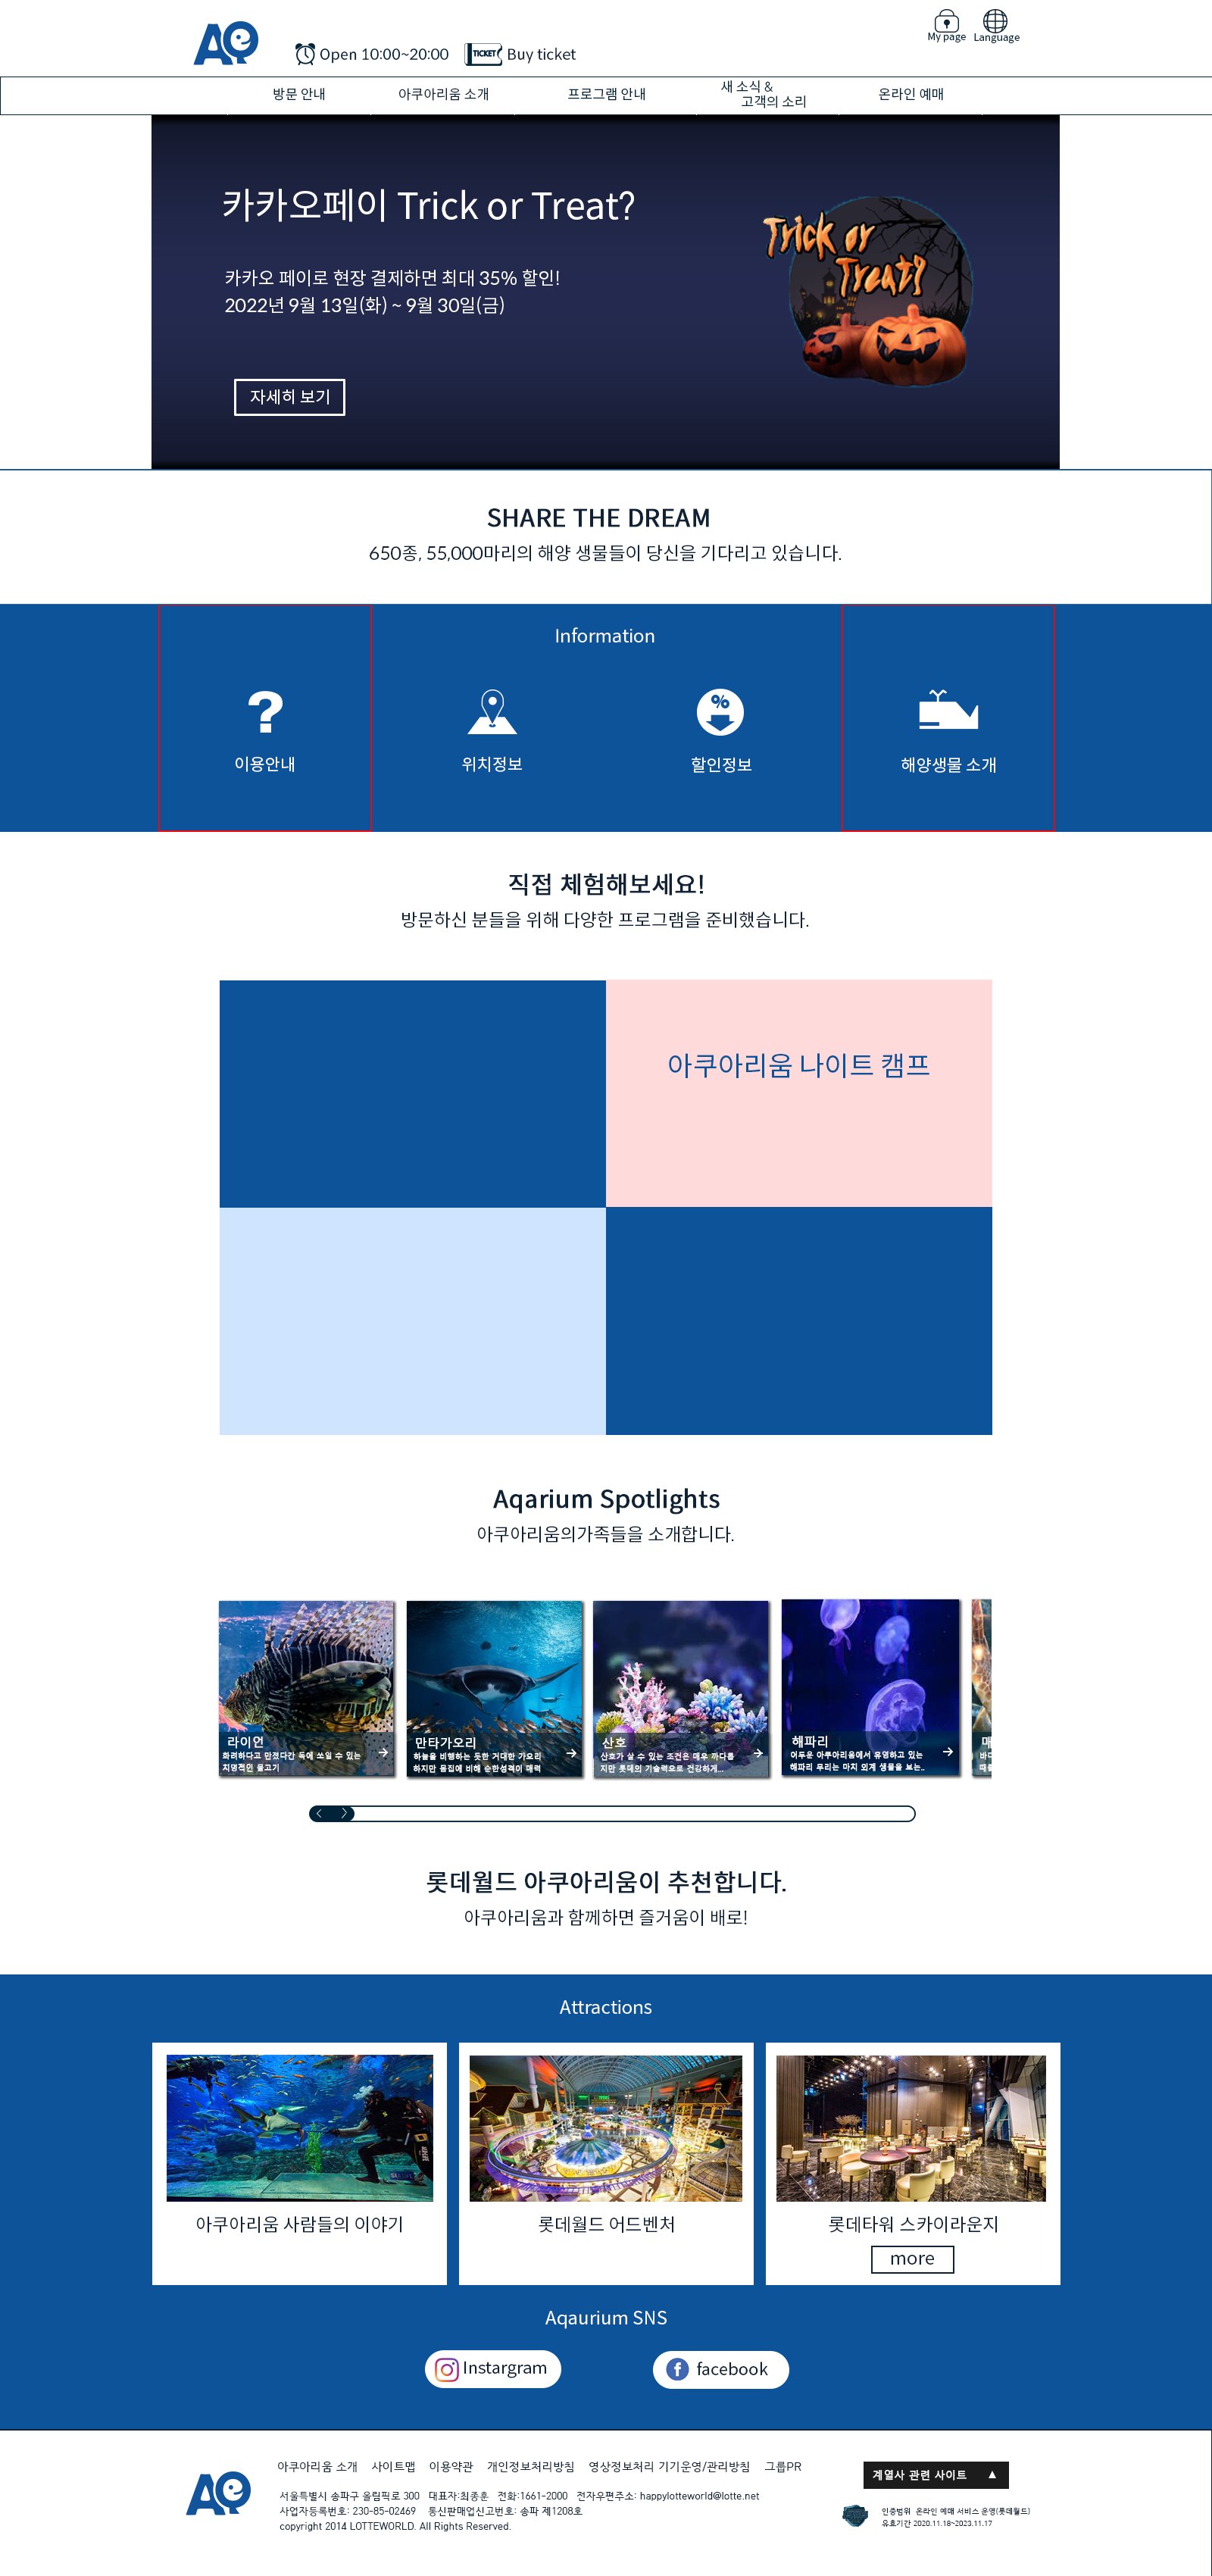 AQ
Open 10:00~20:00
TICKET
Buy ticket
My page
Language
방문 안내
아쿠아리움 소개
프로그램 안내
새 소식 &
고객의 소리
온라인 예매
카카오페이 Trick or Treat?
카카오 페이로 현장 결제하면 최대 35% 할인!
2022년 9월 13일(화) ~ 9월 30일(금)
자세히 보기
Trick or
Treat?
SHARE THE DREAM
650종, 55,000마리의 해양 생물들이 당신을 기다리고 있습니다.
Information
?
%
이용안내
위치정보
할인정보
해양생물 소개
직접 체험해보세요!
방문하신 분들을 위해 다양한 프로그램을 준비했습니다.
아쿠아리움 나이트 캠프
Aqarium Spotlights
아쿠아리움의가족들을 소개합니다.
라이언
화려하다고 만졌다간 독에 쏘일 수 있는
치명적인 물고기
만타가오리
하늘을 비행하는 듯한 거대한 가오리
하지만 몸집에 비해 순한성격이 매력
산호
산호가 살 수 있는 조건은 매우 까다롭
지만 롯데의 기술력으로 건강하게...
해파리
어두운 아쿠아리움에서 유영하고 있는
해파리 무리는 마치 외계 생물을 보는..
롯데월드 아쿠아리움이 추천합니다.
아쿠아리움과 함께하면 즐거움이 배로!
Attractions
아쿠아리움 사람들의 이야기
롯데월드 어드벤처
롯데타워 스카이라운지
more
Aqaurium SNS
Instargram
facebook
AQ
아쿠아리움 소개 사이트맵 이용약관 개인정보처리방침 영상정보처리 기기운영/관리방침 그룹PR
서울특별시 송파구 올림픽로 300 대표자:최종훈 전화:1661-2000 전자우편주소: happylotteworld@lotte.net
사업자등록번호: 230-85-02469 통신판매업신고번호: 송파 제1208호
copyright 2014 LOTTEWORLD. All Rights Reserved.
계열사 관련 사이트 ▲
인증범위 온라인 예매 서비스 운영(롯데월드)
유효기간 2020.11.18~2023.11.17